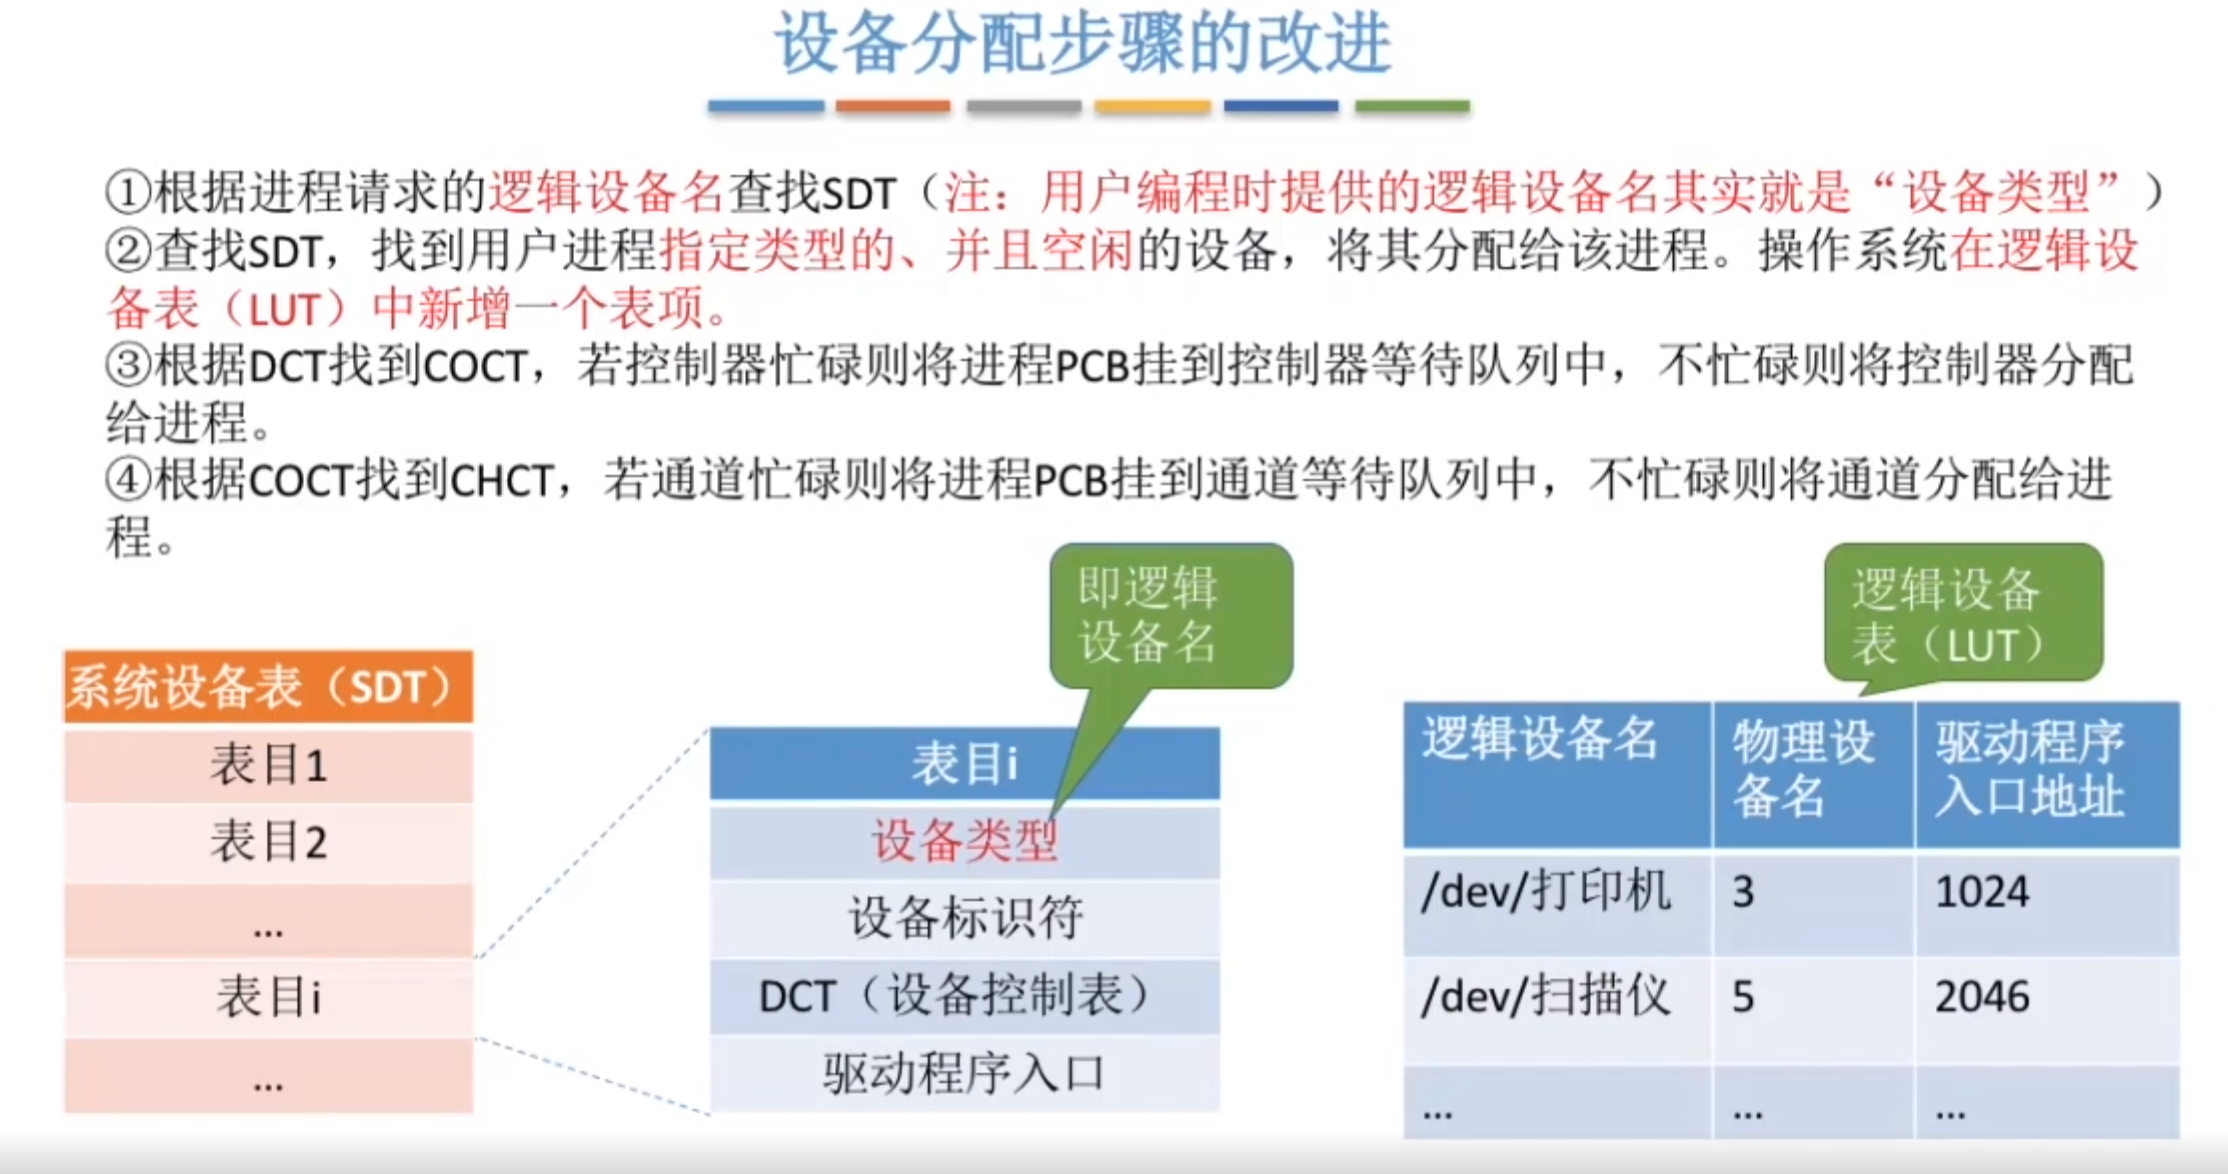 设备分配步骤的改进
①根据进程请求的逻辑设备名查找SDT（注：用户编程时提供的逻辑设备名其实就是“设备类型”）
②查找SDT，找到用户进程指定类型的、并且空闲的设备，将其分配给该进程。操作系统在逻辑设
备表（LUT）中新增一个表项。
③根据DCT找到COCT，若控制器忙碌则将进程PCB挂到控制器等待队列中，不忙碌则将控制器分配
给进程。
④根据COCT找到CHCT，若通道忙碌则将进程PCB挂到通道等待队列中，不忙碌则将通道分配给进
程。
即逻辑
设备名
逻辑设备
表（LUT）
系统设备表（SDT）
表目1
表目2
...
表目i
...
表目i
设备类型
设备标识符
DCT（设备控制表）
驱动程序入口
逻辑设备名 物理设备名 驱动程序入口地址
/dev/打印机 3 1024
/dev/扫描仪 5 2046
... ... ...